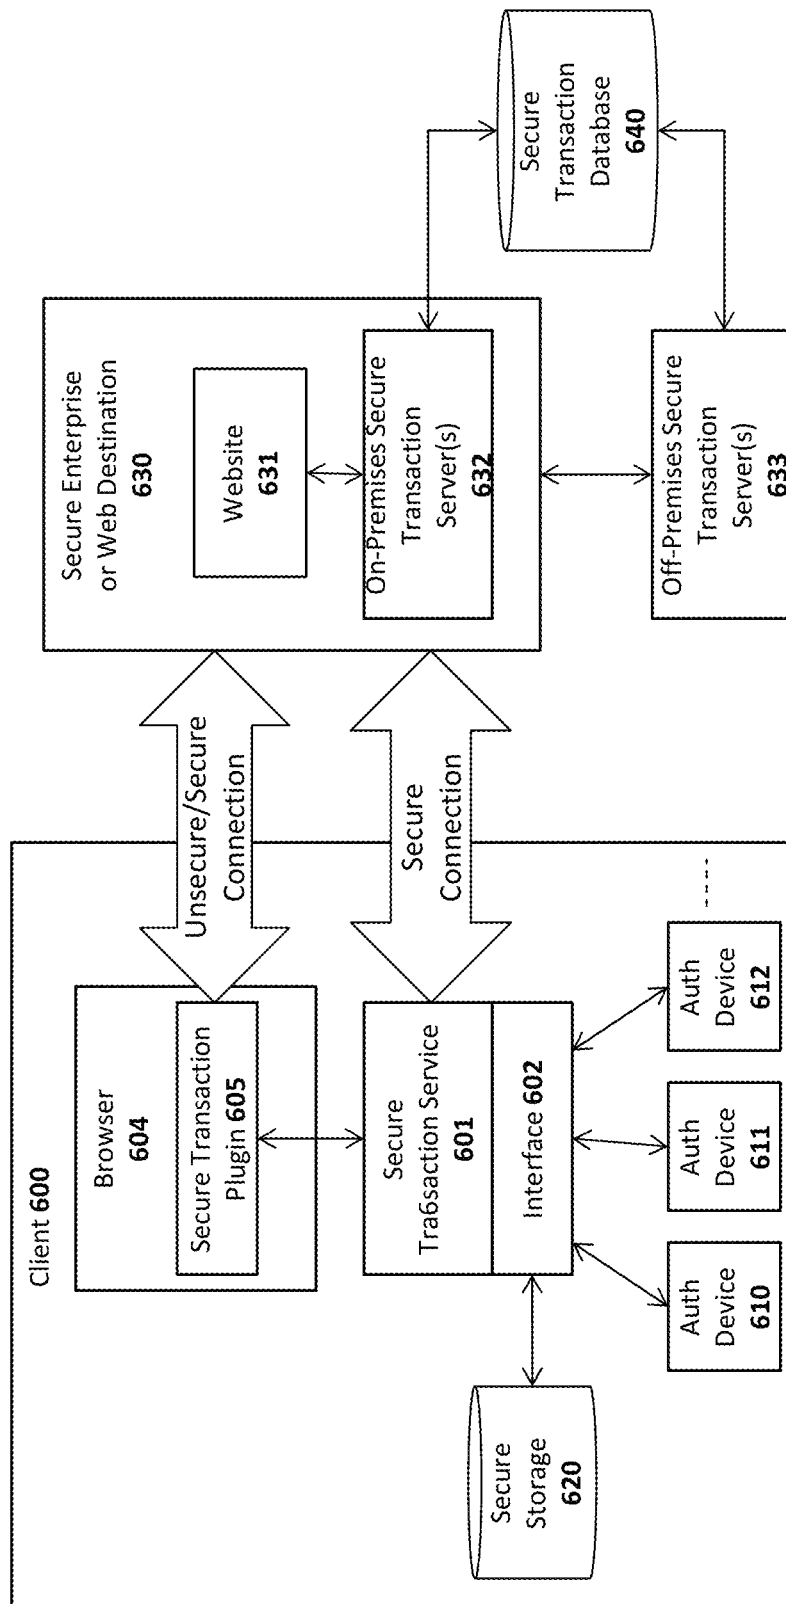 Client 600
Browser
604
Secure Transaction
Plugin 605
Secure
Tra6saction Service
601
Interface 602
Secure
Storage
620
Auth
Device
610
Auth
Device
611
Auth
Device
612
Unsecure/Secure
Connection
Secure
Connection
Secure Enterprise
or Web Destination
630
Website
631
On-Premises Secure
Transaction
Server(s)
632
Off-Premises Secure
Transaction
Server(s)
633
Secure
Transaction
Database
640